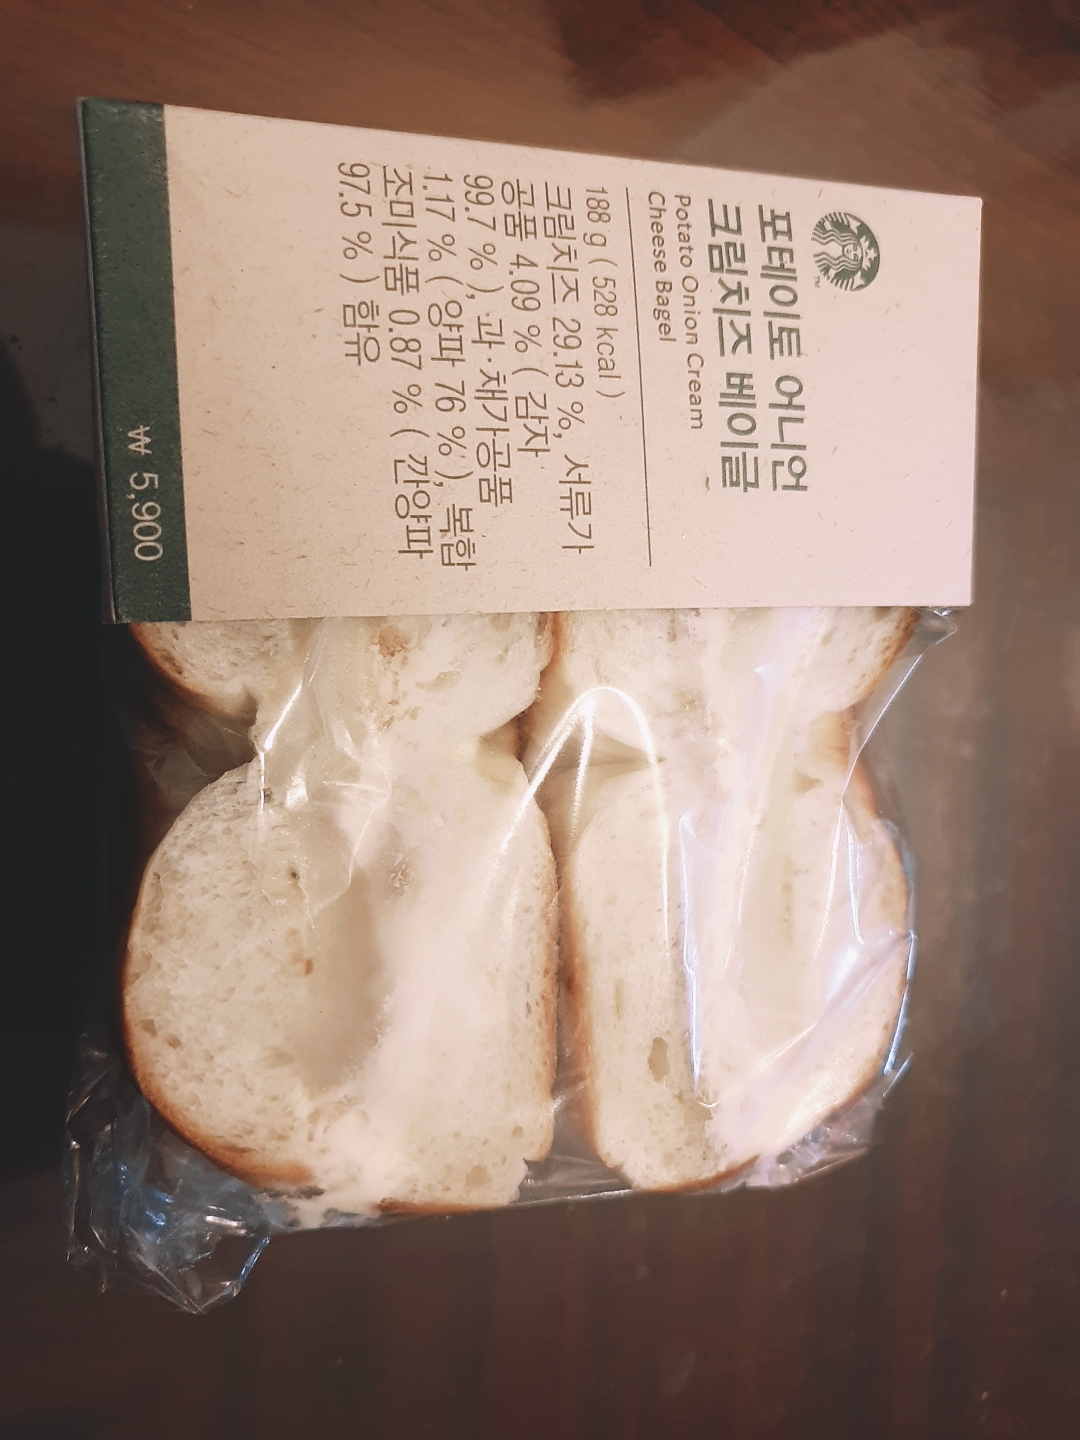 포테이토 어니언
크림치즈 베이글
Potato Onion Cream
Cheese Bagel
188 g ( 528 kcal )
크림치즈 29.13 %, 서류가
공품 4.09 % ( 감자
99.7 % ), 과·채가공품
1.17 % ( 양파 76 % ), 복합
조미식품 0.87 % ( 깐양파
97.5 % ) 함유
₩ 5,900